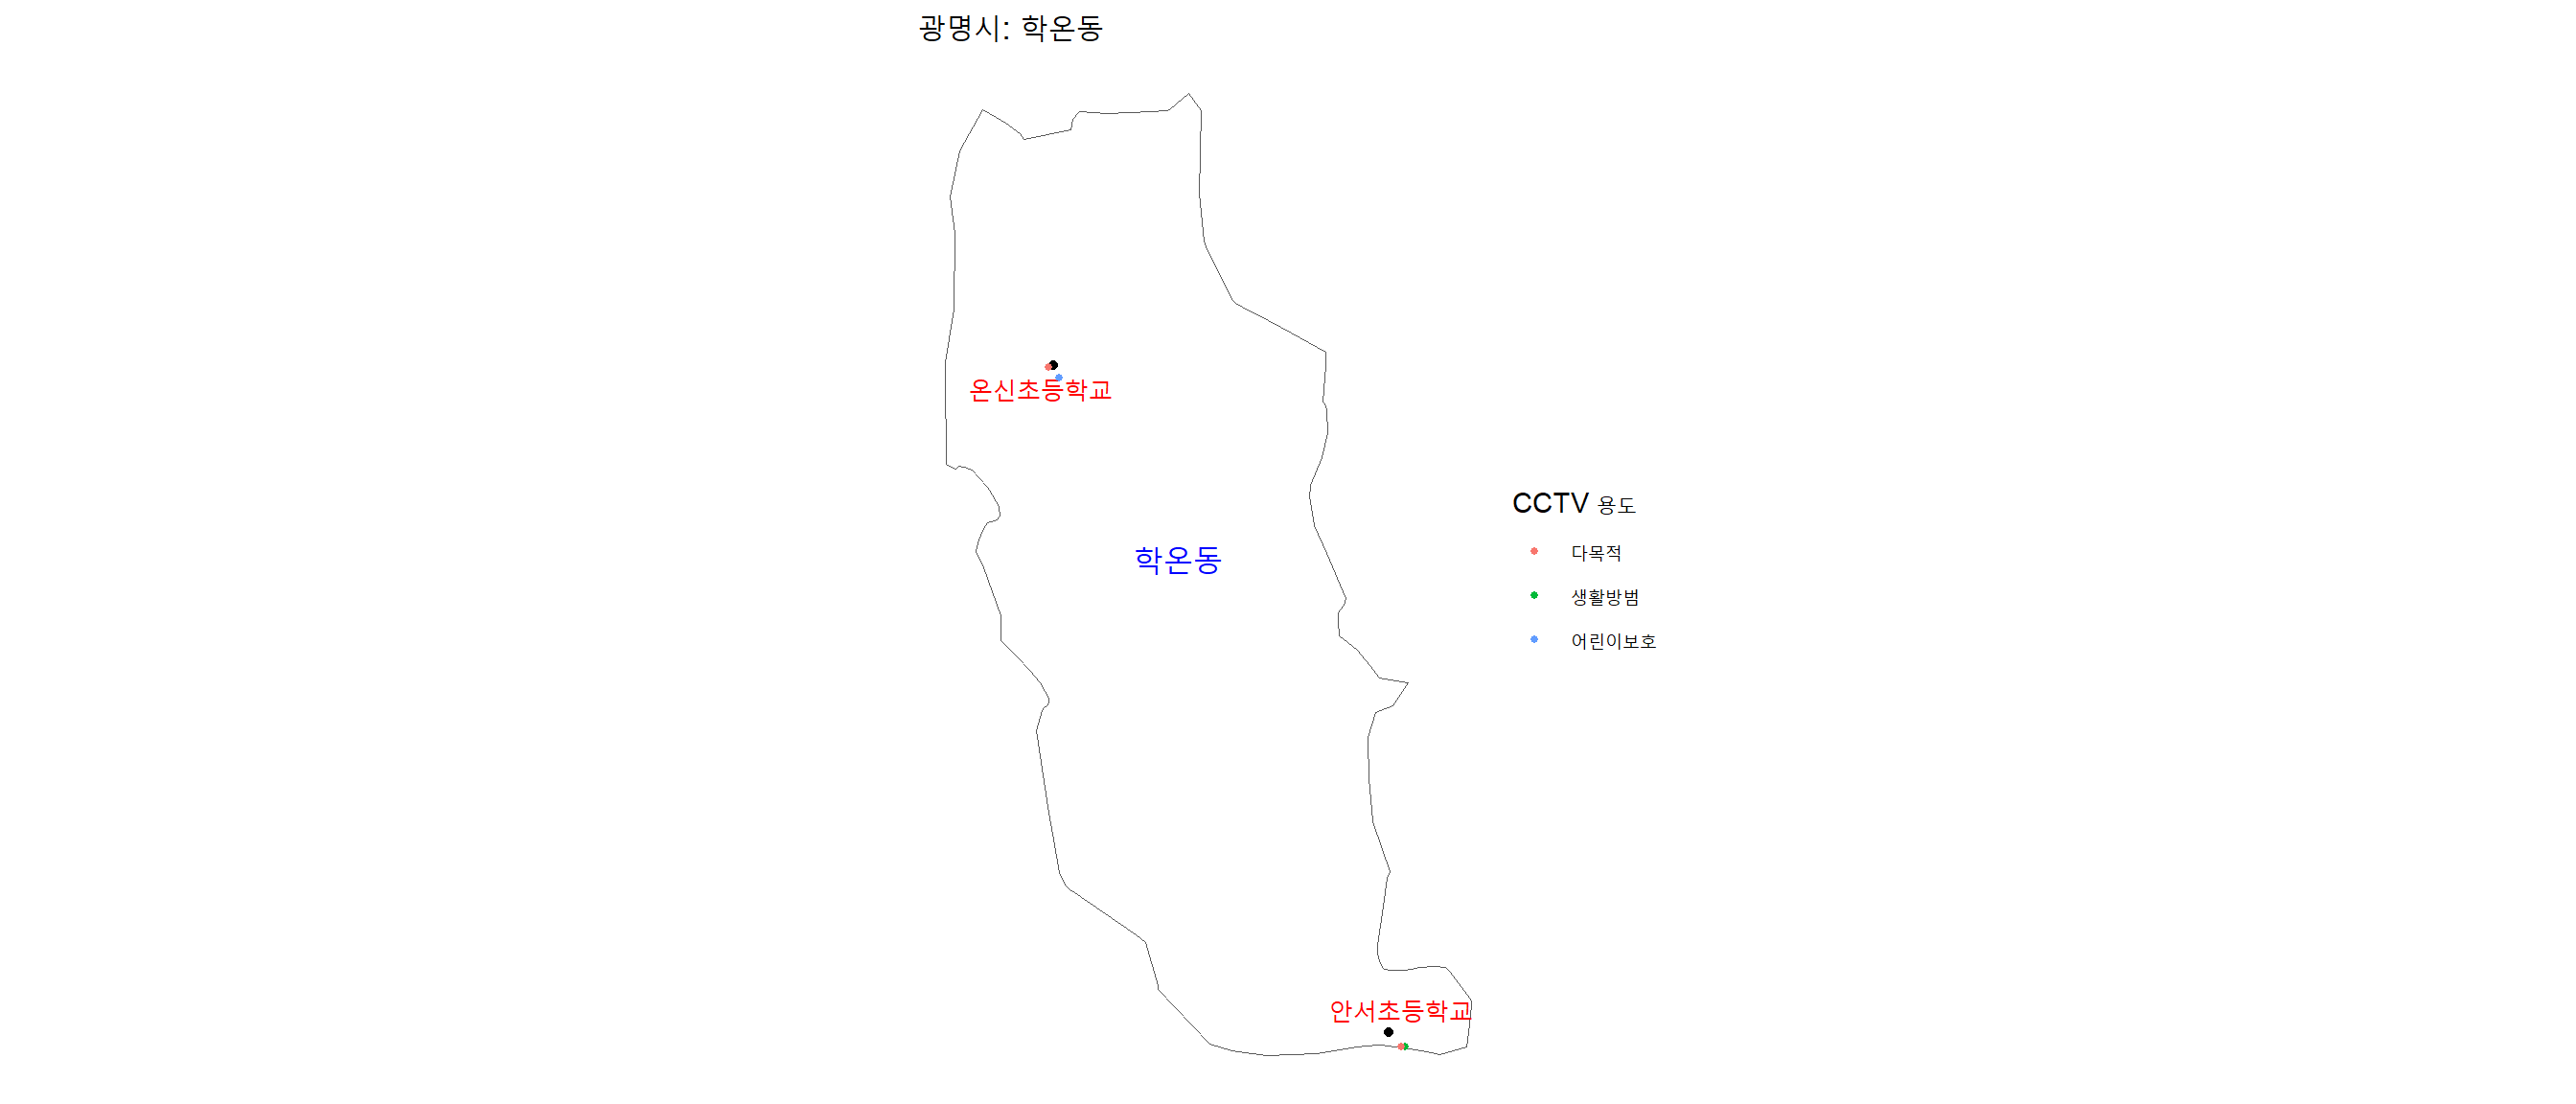 광명시: 학온동
온신초등학교
CCTV 용도
다목적
학온동
생활방범
어린이보호
안서초등학교